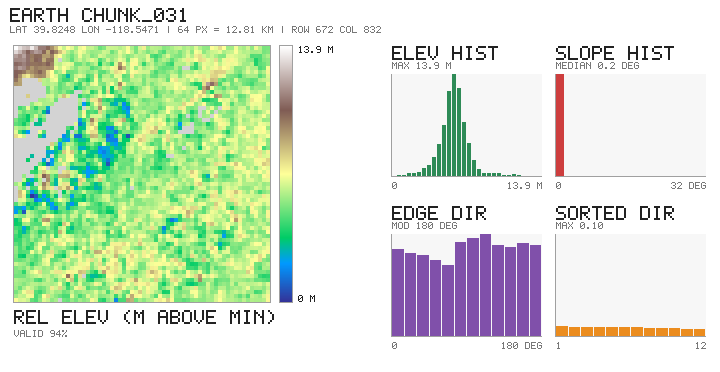 EARTH CHUNK_031
LAT 39.8248 LON -118.5471 | 64 PX = 12.81 KM | ROW 672 COL 832
13.9 M
0 M
REL ELEV (M ABOVE MIN)
VALID 94%
ELEV HIST
MAX 13.9 M
0 13.9 M
SLOPE HIST
MEDIAN 0.2 DEG
0 32 DEG
EDGE DIR
MOD 180 DEG
0 180 DEG
SORTED DIR
MAX 0.10
1 12